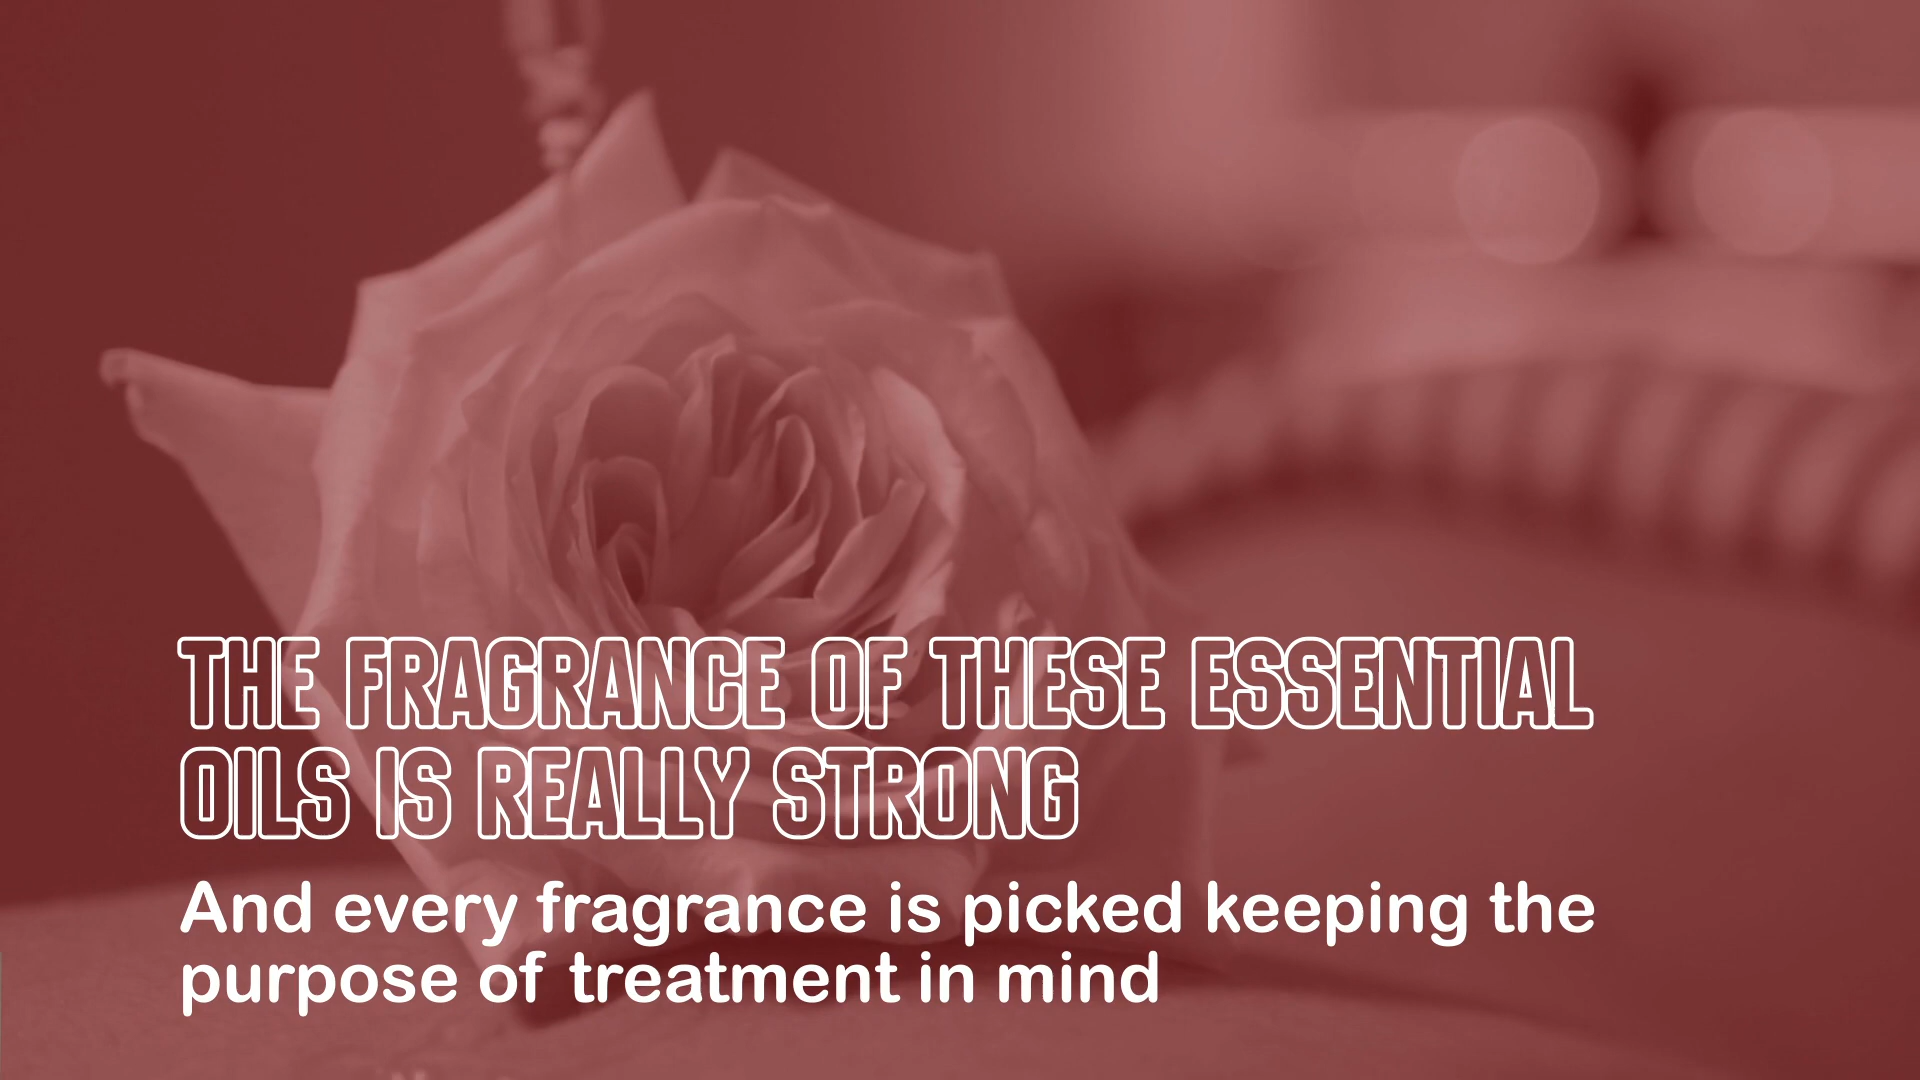 THE FRAGRANCE OF THESE ESSENTIAL
OILS IS REALLY STRONG
And every fragrance is picked keeping the
purpose of treatment in mind